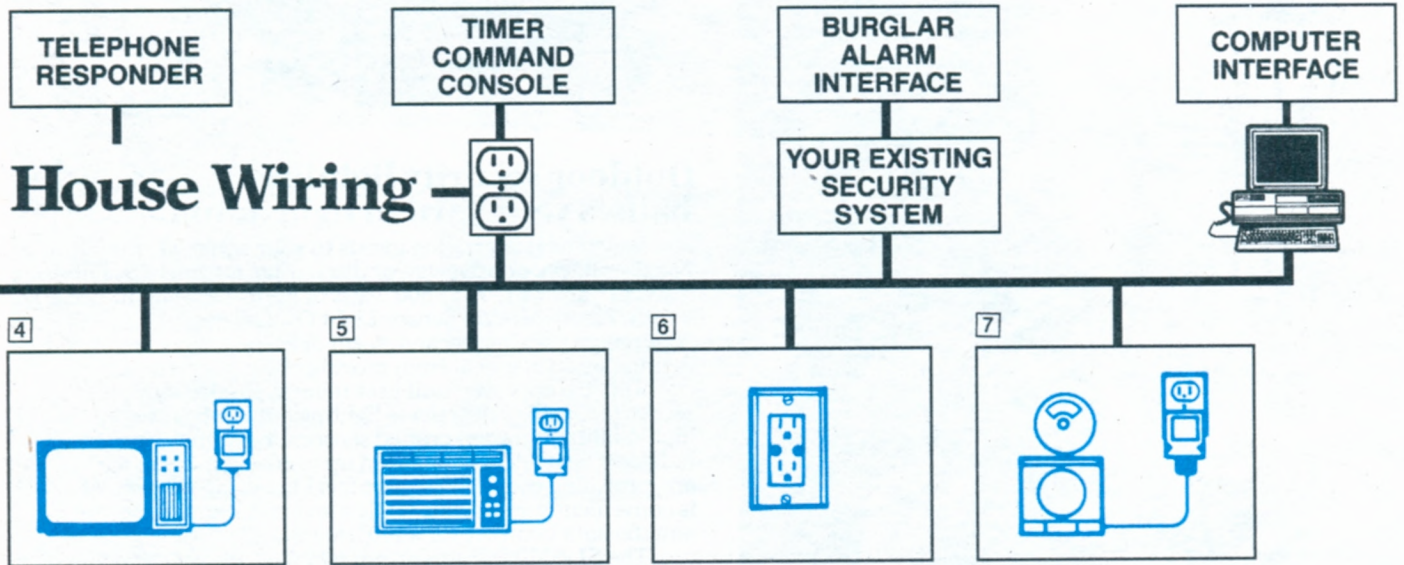 TELEPHONE
RESPONDER
TIMER
COMMAND
CONSOLE
BURGLAR
ALARM
INTERFACE
COMPUTER
INTERFACE
House Wiring
YOUR EXISTING
SECURITY
SYSTEM
4
5
6
7